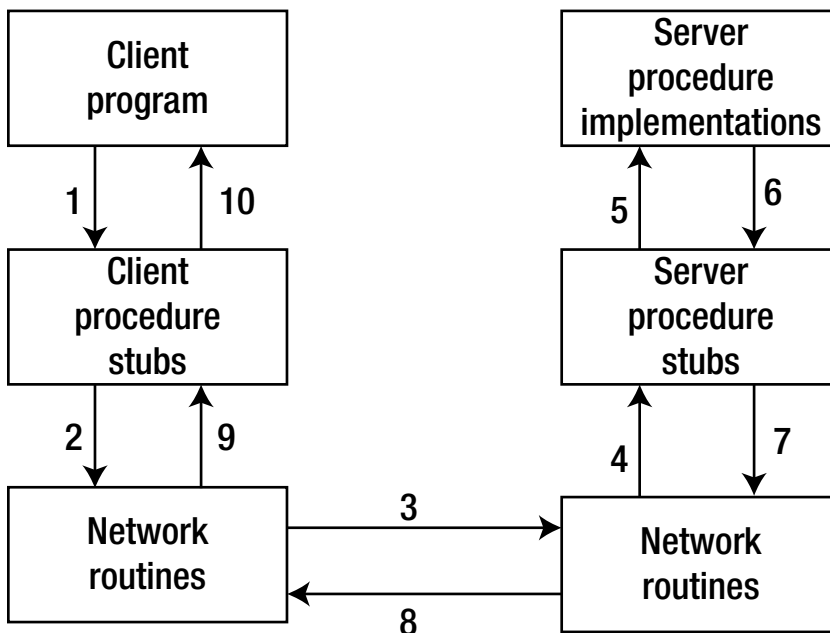 Client
program
Server
procedure
implementations
1
10
5
6
Client
procedure
stubs
Server
procedure
stubs
2
9
4
7
Network
routines
3
8
Network
routines